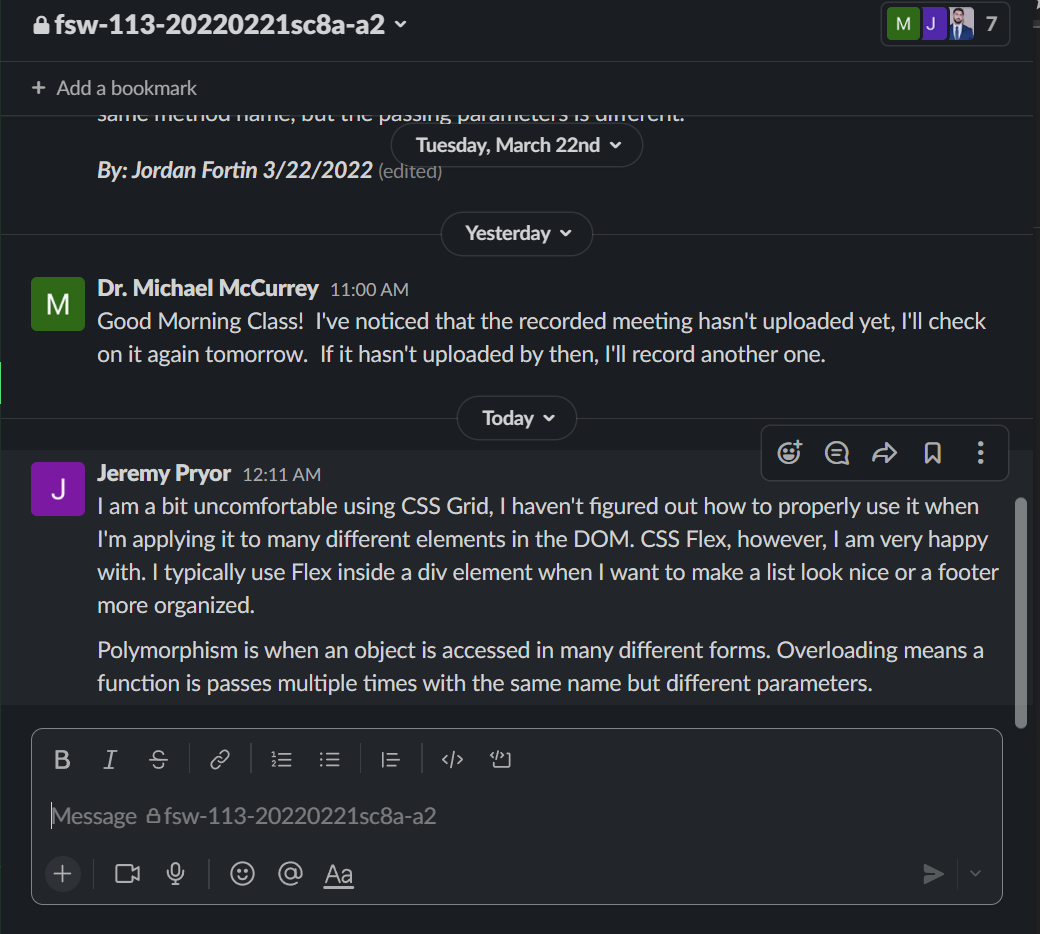 fsw-113-20220221sc8a-a2
M J 7
+ Add a bookmark
same method name, but the passing parameters is different.
Tuesday, March 22nd
By: Jordan Fortin 3/22/2022 (edited)
Yesterday
M
Dr. Michael McCurrey 11:00 AM
Good Morning Class!  I've noticed that the recorded meeting hasn't uploaded yet, I'll check
on it again tomorrow.  If it hasn't uploaded by then, I'll record another one.
Today
J
Jeremy Pryor 12:11 AM
I am a bit uncomfortable using CSS Grid, I haven't figured out how to properly use it when
I'm applying it to many different elements in the DOM. CSS Flex, however, I am very happy
with. I typically use Flex inside a div element when I want to make a list look nice or a footer
more organized.
Polymorphism is when an object is accessed in many different forms. Overloading means a
function is passes multiple times with the same name but different parameters.
B I S
Message fsw-113-20220221sc8a-a2
+ @ Aa